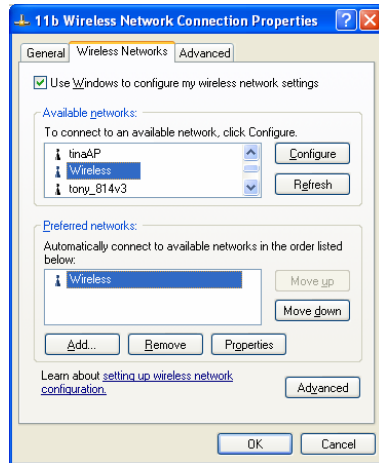 11b Wireless Network Connection Properties
General
Wireless Networks
Advanced
Use Windows to configure my wireless network settings
Available networks:
To connect to an available network, click Configure.
tinaAP
Wireless
tony_814v3
Configure
Refresh
Preferred networks:
Automatically connect to available networks in the order listed
below:
Wireless
Move up
Move down
Add...
Remove
Properties
Learn about setting up wireless network
configuration.
Advanced
OK
Cancel